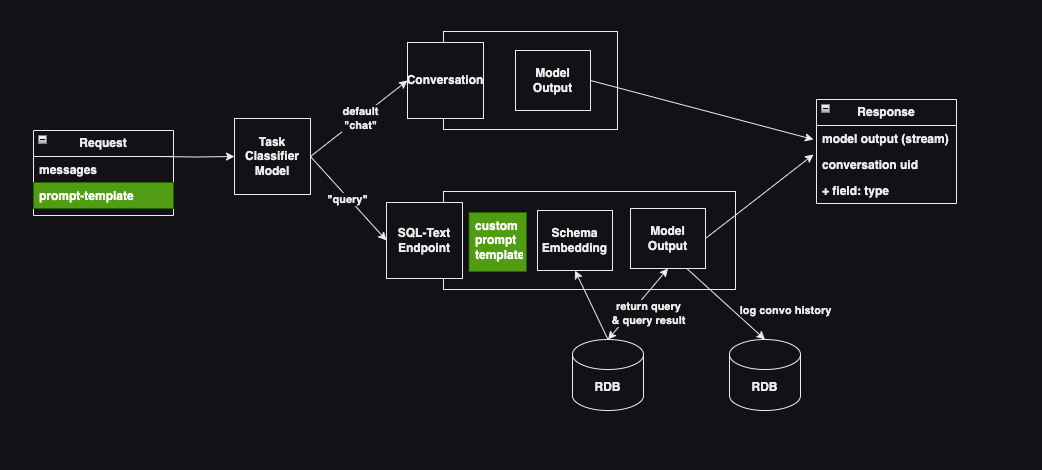 Request
messages
prompt-template
Task
Classifier
Model
default
"chat"
"query"
Conversation
Model
Output
SQL-Text
Endpoint
custom
prompt
template
Schema
Embedding
Model
Output
return query
& query result
log convo history
RDB
RDB
Response
model output (stream)
conversation uid
+ field: type